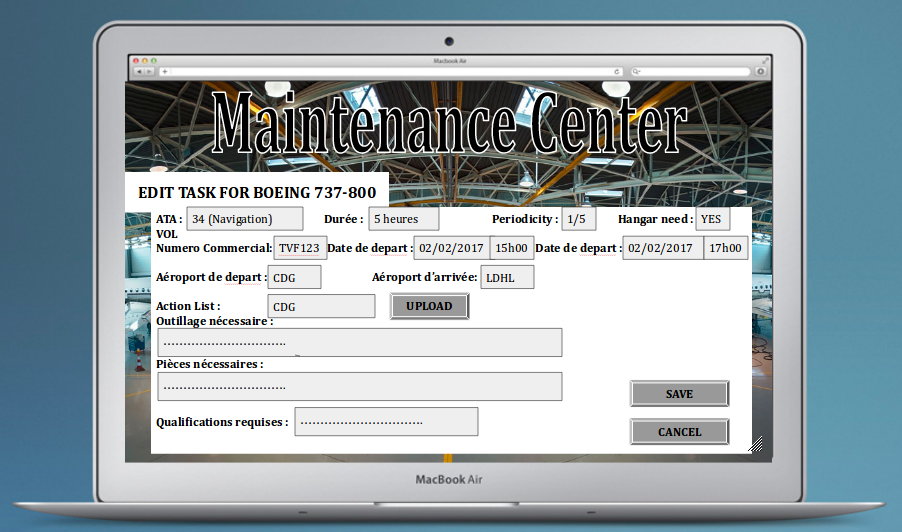 Macbook Air
Maintenance Center
EDIT TASK FOR BOEING 737-800
ATA : 34 (Navigation) Durée : 5 heures Periodicity : 1/5 Hangar need : YES
VOL
Numero Commercial: TVF123 Date de depart : 02/02/2017 15h00 Date de depart : 02/02/2017 17h00
Aéroport de depart : CDG Aéroport d'arrivée: LDHL
Action List : CDG UPLOAD
Outillage nécessaire :
...............................
Pièces nécessaires :
...............................
SAVE
Qualifications requises : ...............................
CANCEL
MacBook Air